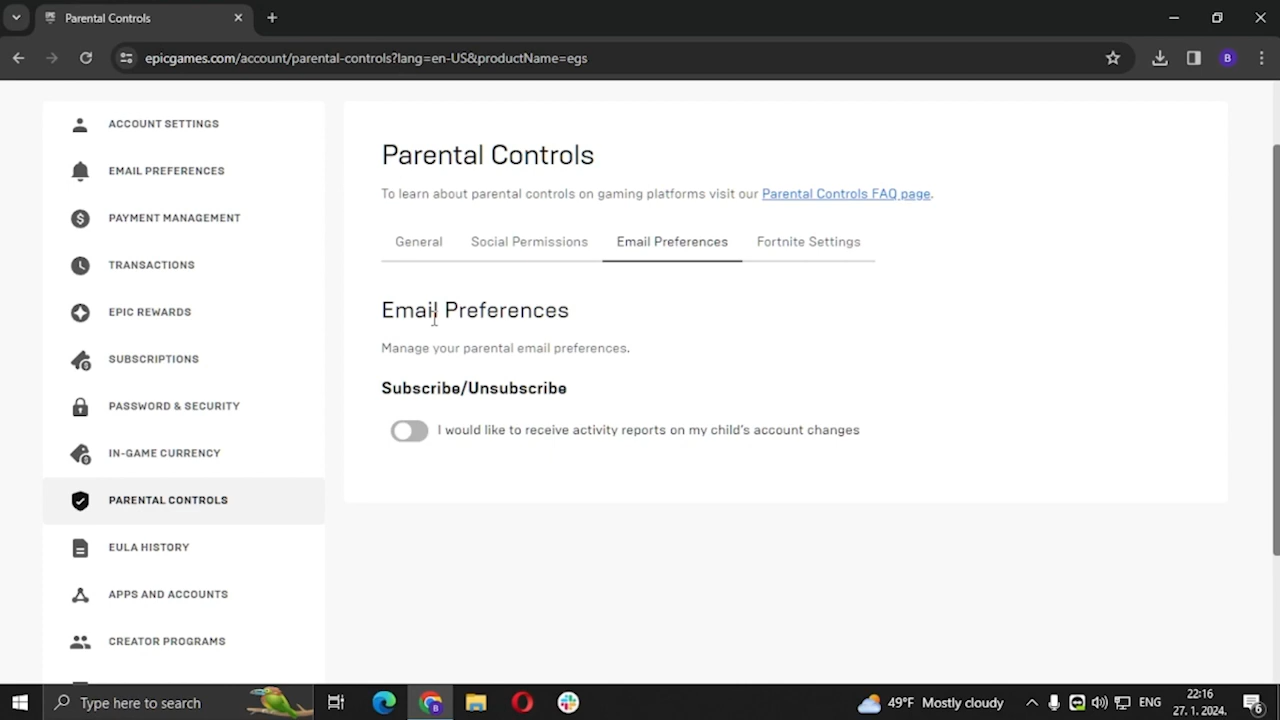 Parental Controls
epicgames.com/account/parental-controls?lang=en-US&productName=egs
B
ACCOUNT SETTINGS
EMAIL PREFERENCES
PAYMENT MANAGEMENT
TRANSACTIONS
EPIC REWARDS
SUBSCRIPTIONS
PASSWORD & SECURITY
IN-GAME CURRENCY
PARENTAL CONTROLS
EULA HISTORY
APPS AND ACCOUNTS
CREATOR PROGRAMS
Parental Controls
To learn about parental controls on gaming platforms visit our Parental Controls FAQ page.
General Social Permissions Email Preferences Fortnite Settings
Email Preferences
Manage your parental email preferences.
Subscribe/Unsubscribe
I would like to receive activity reports on my child's account changes
Type here to search
49°F Mostly cloudy
ENG
22:16
27. 1. 2024.
6